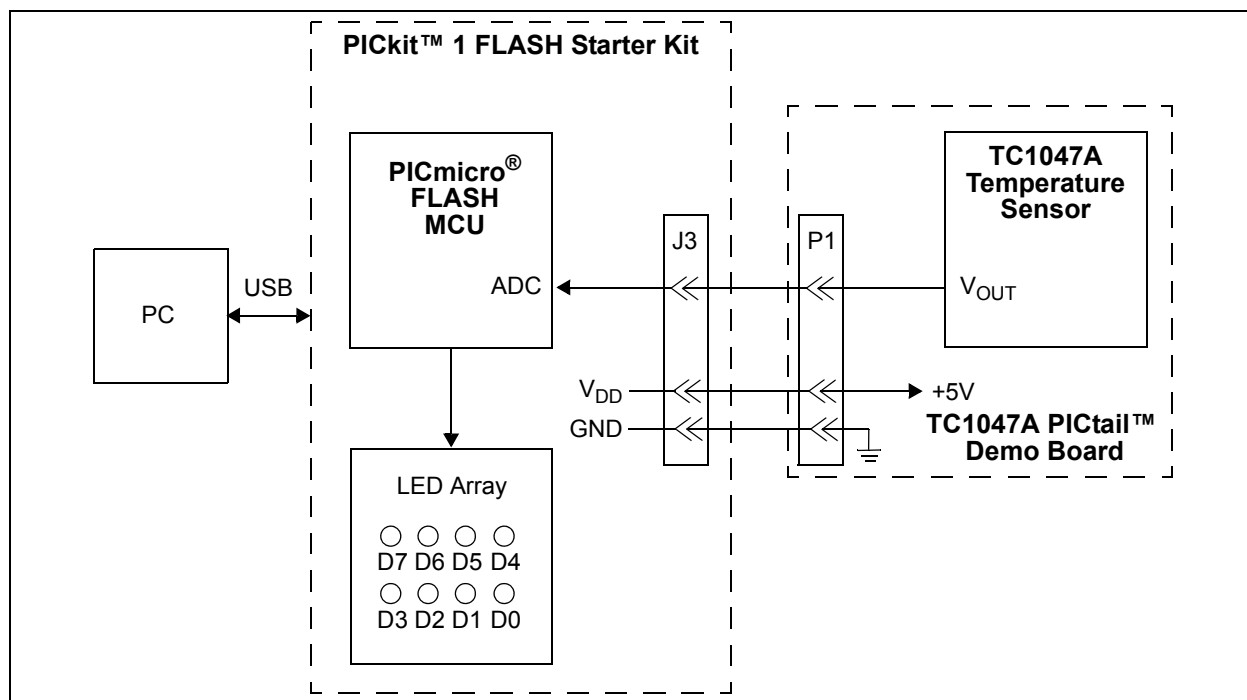 PICkit™ 1 FLASH Starter Kit
PICmicro®
FLASH
MCU
ADC
PC
USB
J3
P1
TC1047A
Temperature
Sensor
VOUT
VDD
GND
+5V
TC1047A PICtail™
Demo Board
LED Array
D7 D6 D5 D4
D3 D2 D1 D0